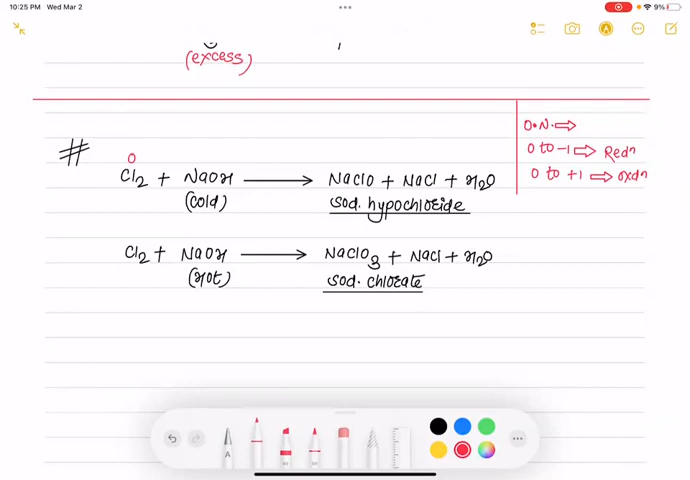 10:25 PM Wed Mar 2
9%
(excess)
#
O.N. ⇒
0 to -1 ⇒ Redn
0 to +1 ⇒ oxdn
0
Cl2 + NaOH ⟶ NaClO + NaCl + H2O
(cold) sod. hypochloride
Cl2 + NaOH ⟶ NaClO3 + NaCl + H2O
(Hot) sod. chlorate
A